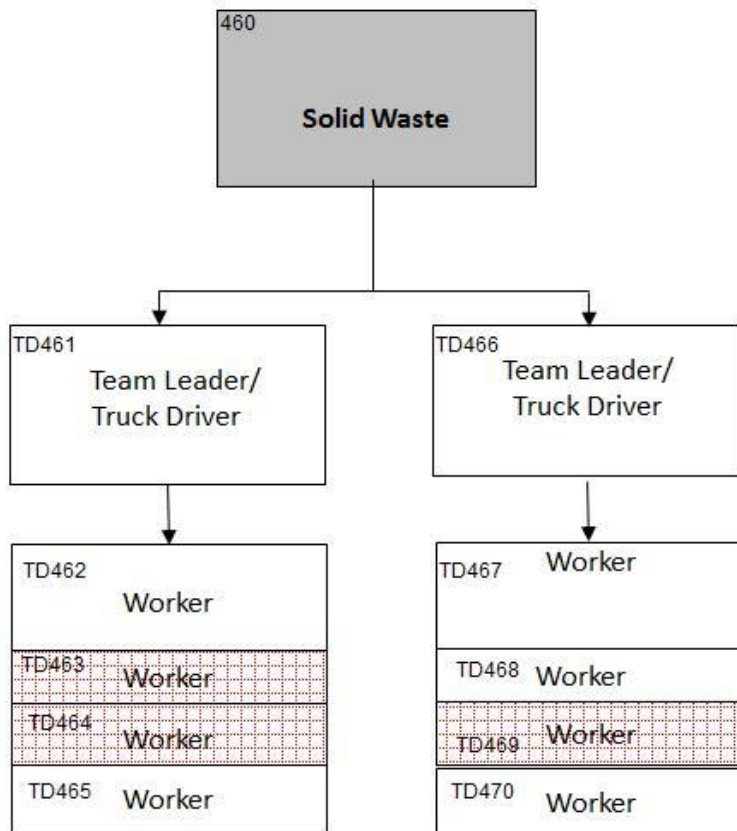 460
Solid Waste
TD461
Team Leader/
Truck Driver
TD462
Worker
TD463
Worker
TD464
Worker
TD465
Worker
TD466
Team Leader/
Truck Driver
TD467
Worker
TD468
Worker
TD469
Worker
TD470
Worker